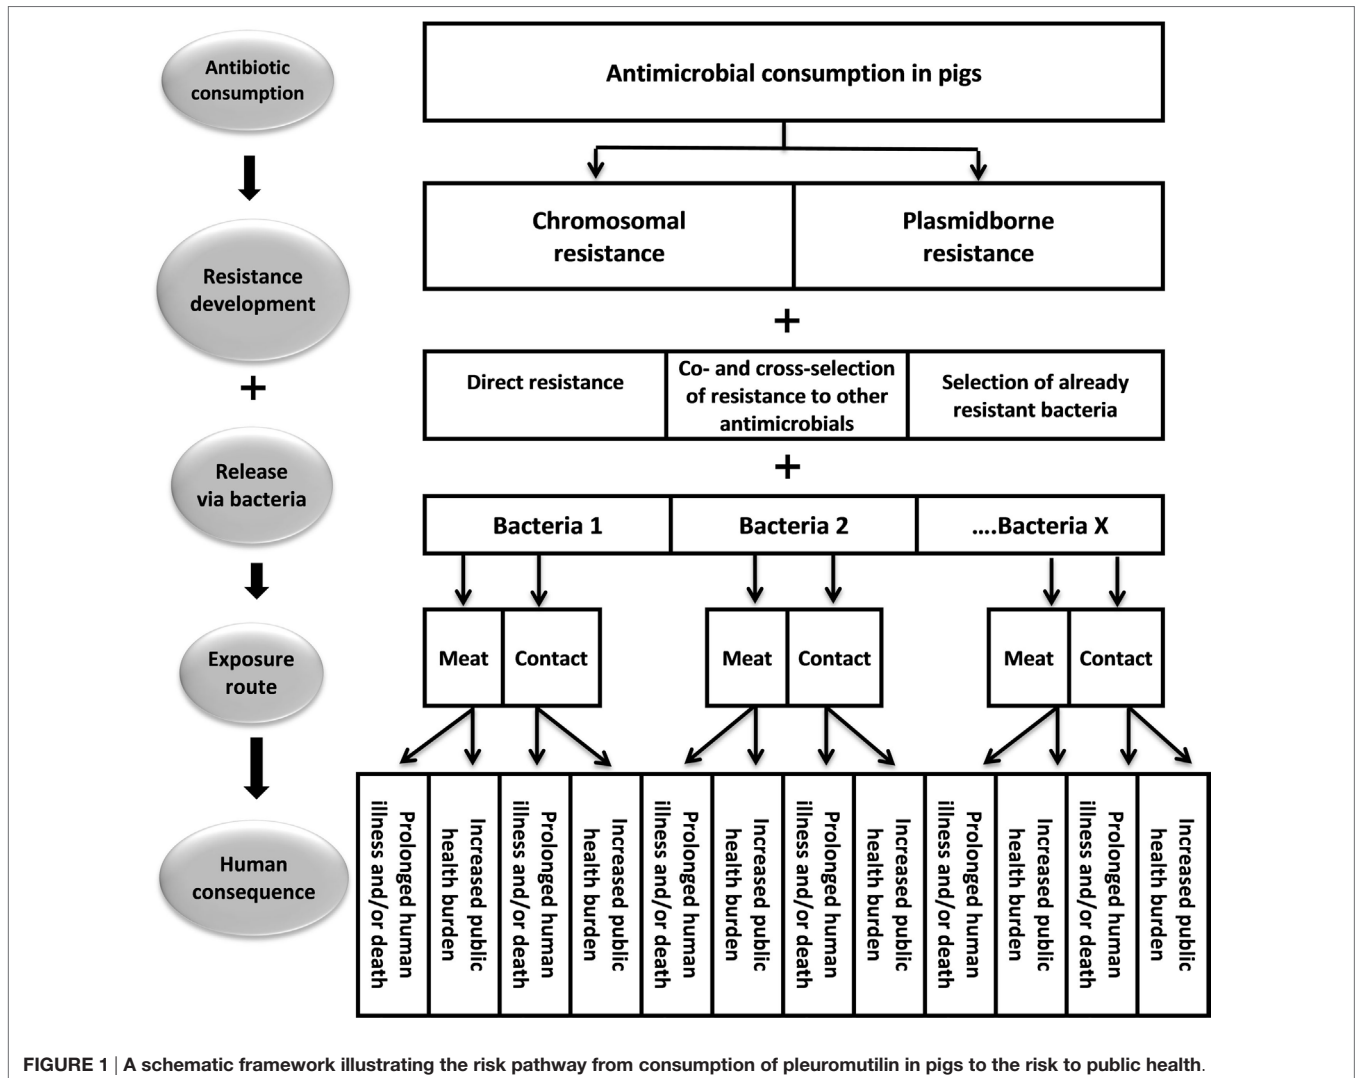 Antibiotic
consumption
Antimicrobial consumption in pigs
Resistance
development
Chromosomal
resistance
Plasmidborne
resistance
+
+
Direct resistance
Co- and cross-selection
of resistance to other
antimicrobials
Selection of already
resistant bacteria
+
Release
via bacteria
Bacteria 1
Bacteria 2
....Bacteria X
Exposure
route
Meat
Contact
Meat
Contact
Meat
Contact
Human
consequence
Prolonged human
illness and/or death
Increased public
health burden
Prolonged human
illness and/or death
Increased public
health burden
Prolonged human
illness and/or death
Increased public
health burden
Prolonged human
illness and/or death
Increased public
health burden
Prolonged human
illness and/or death
Increased public
health burden
Prolonged human
illness and/or death
Increased public
health burden
FIGURE 1 | A schematic framework illustrating the risk pathway from consumption of pleuromutilin in pigs to the risk to public health.